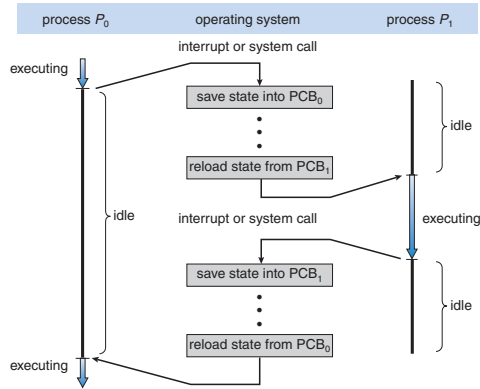 process P0 operating system process P1
interrupt or system call
executing
save state into PCB0
idle
reload state from PCB1
idle
interrupt or system call
executing
save state into PCB1
idle
reload state from PCB0
executing